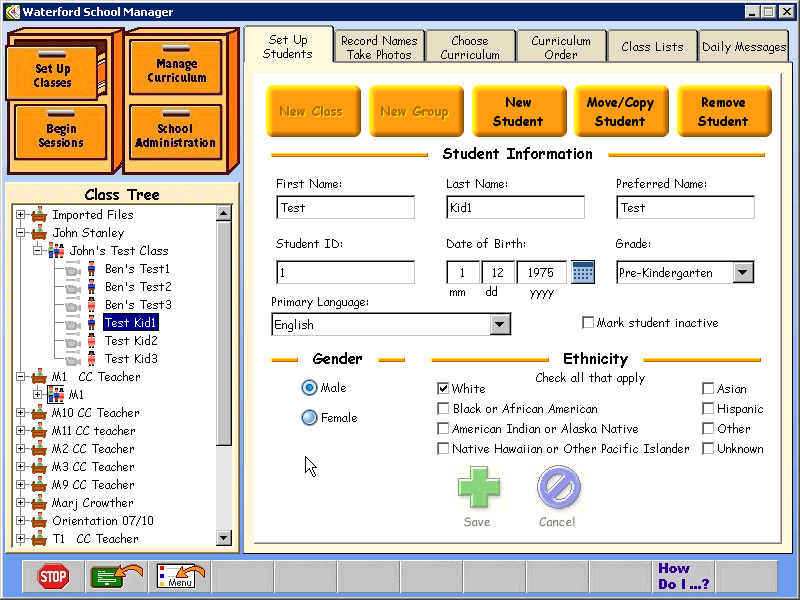 Waterford School Manager
Set Up
Classes
Manage
Curriculum
Begin
Sessions
School
Administration
Class Tree
Imported Files
John Stanley
John's Test Class
Ben's Test1
Ben's Test2
Ben's Test3
Test Kid1
Test Kid2
Test Kid3
M1 CC Teacher
M1
M10 CC Teacher
M11 CC teacher
M2 CC Teacher
M3 CC Teacher
M9 CC Teacher
Marj Crowther
Orientation 07/10
T1 CC Teacher
Set Up
Students
Record Names
Take Photos
Choose
Curriculum
Curriculum
Order
Class Lists
Daily Messages
New Class
New Group
New
Student
Move/Copy
Student
Remove
Student
Student Information
First Name:
Last Name:
Preferred Name:
Test
Kid1
Test
Student ID:
Date of Birth:
Grade:
1
1
12
1975
Pre-Kindergarten
mm
dd
yyyy
Primary Language:
English
Mark student inactive
Gender
Male
Female
Ethnicity
Check all that apply
White
Asian
Black or African American
Hispanic
American Indian or Alaska Native
Other
Native Hawaiian or Other Pacific Islander
Unknown
Save
Cancel
STOP
Menu
How
Do I ...?